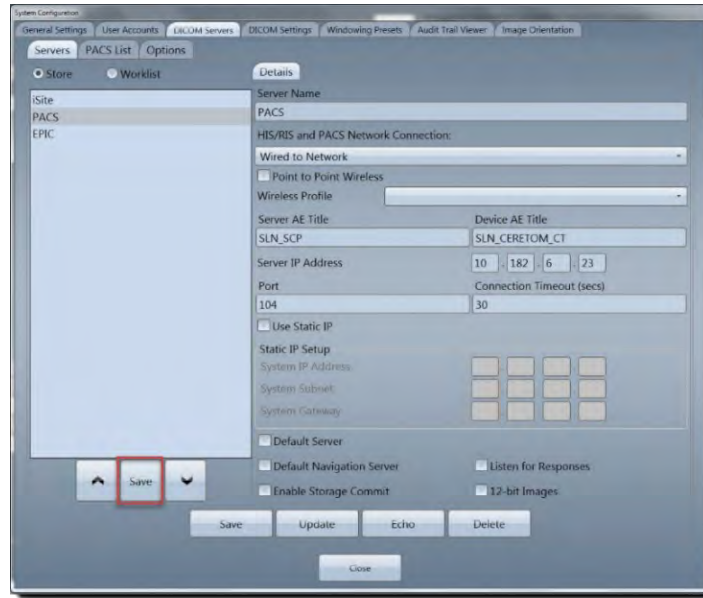 System Configuration
General Settings User Accounts DICOM Servers DICOM Settings Windowing Presets Audit Trail Viewer Image Orientation
Servers PACS List Options
Store Worklist
iSite
PACS
EPIC
Save
Details
Server Name
PACS
HIS/RIS and PACS Network Connection:
Wired to Network
Point to Point Wireless
Wireless Profile
Server AE Title Device AE Title
SLN_SCP SLN_CERETOM_CT
Server IP Address 10 . 182 . 6 . 23
Port Connection Timeout (secs)
104 30
Use Static IP
Static IP Setup
System IP Address
System Subnet
System Gateway
Default Server
Default Navigation Server Listen for Responses
Enable Storage Commit 12-bit Images
Save Update Echo Delete
Close